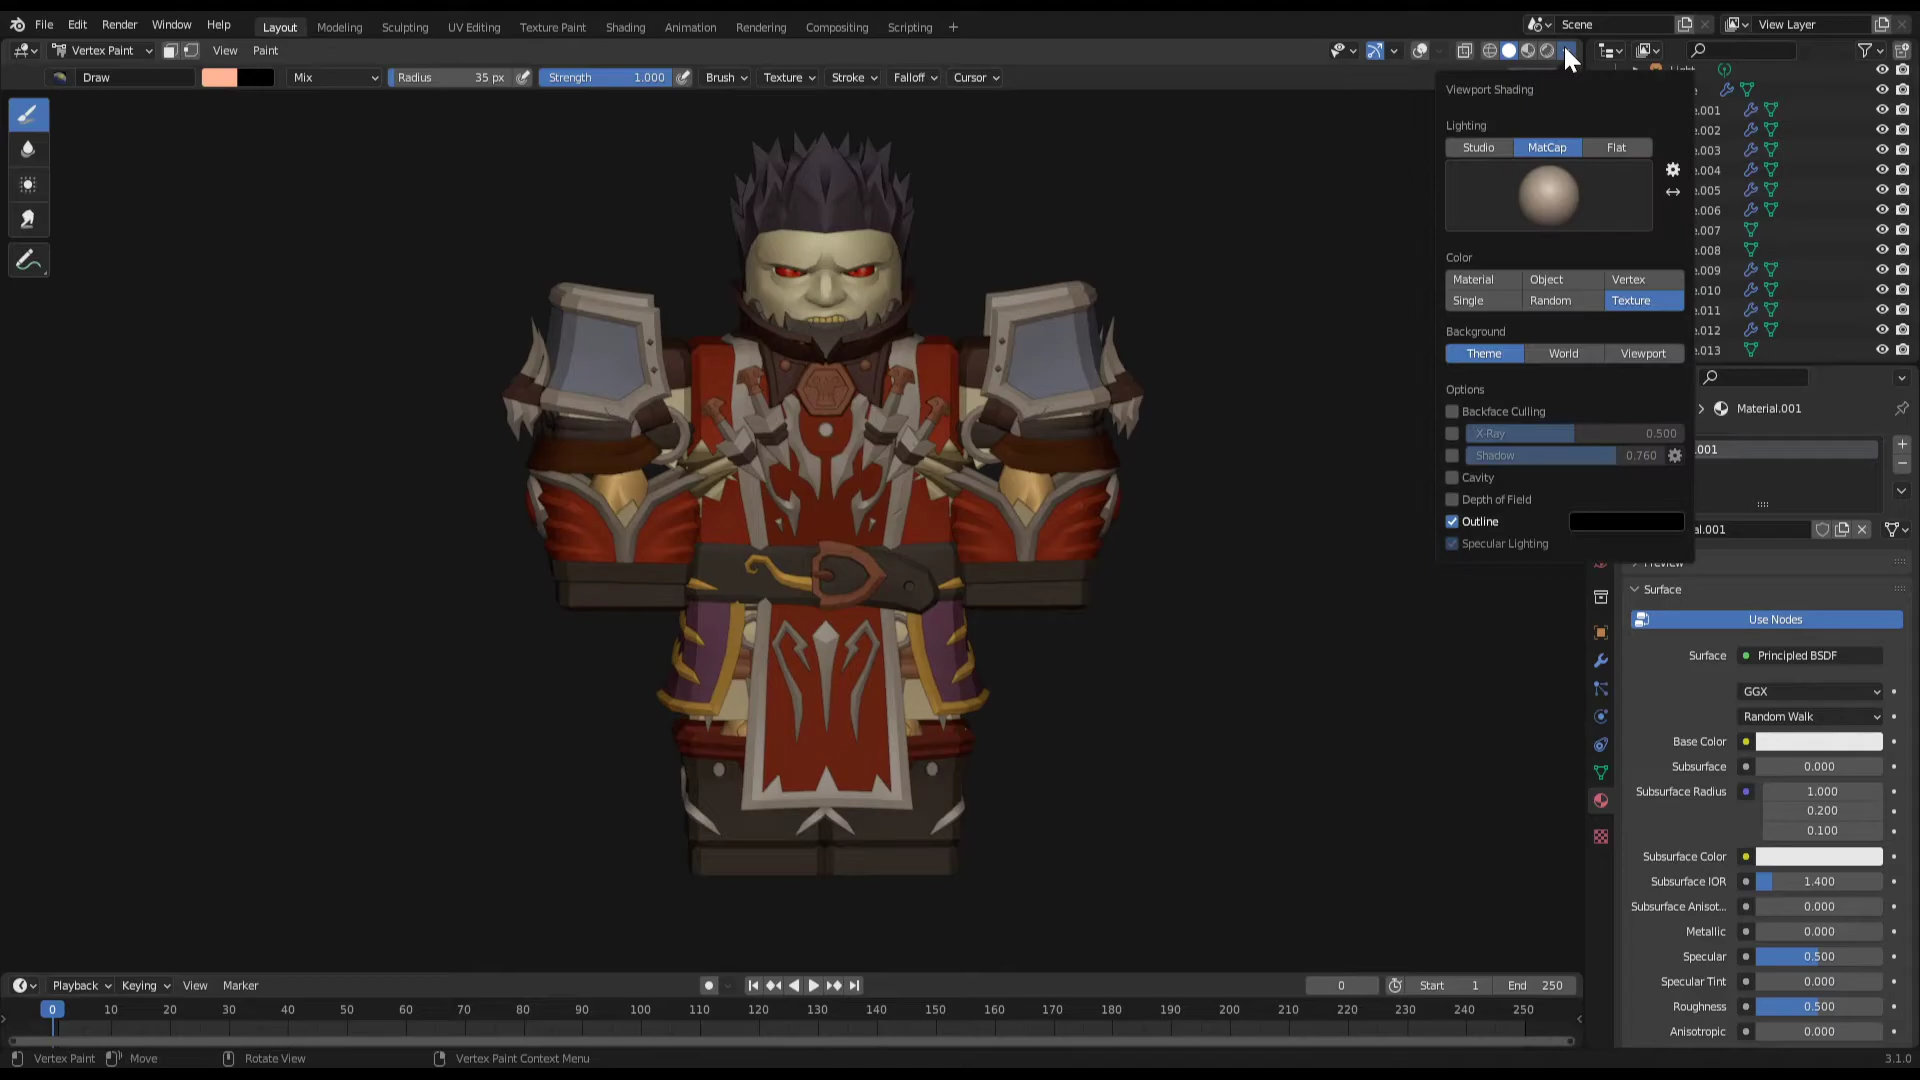 File Edit Render Window Help Layout Modeling Sculpting UV Editing Texture Paint Shading Animation Rendering Compositing Scripting + Scene View Layer
Vertex Paint View Paint
Draw Mix Radius 35 px Strength 1.000 Brush Texture Stroke Falloff Cursor
Viewport Shading
Lighting
Studio MatCap Flat
Color
Material Object Vertex
Single Random Texture
Background
Theme World Viewport
Options
Backface Culling
X-Ray 0.500
Shadow 0.760
Cavity
Depth of Field
Outline
Specular Lighting
.001
.002
.003
.004
.005
.006
.007
.008
.009
.010
.011
.012
.013
Material.001
.001
al.001
Surface
Use Nodes
Surface Principled BSDF
GGX
Random Walk
Base Color
Subsurface 0.000
Subsurface Radius 1.000
0.200
0.100
Subsurface Color
Subsurface IOR 1.400
Subsurface Anisot... 0.000
Metallic 0.000
Specular 0.500
Specular Tint 0.000
Roughness 0.500
Anisotropic 0.000
Playback Keying View Marker 0 Start 1 End 250
0 10 20 30 40 50 60 70 80 90 100 110 120 130 140 150 160 170 180 190 200 210 220 230 240 250
Vertex Paint Move Rotate View Vertex Paint Context Menu 3.1.0